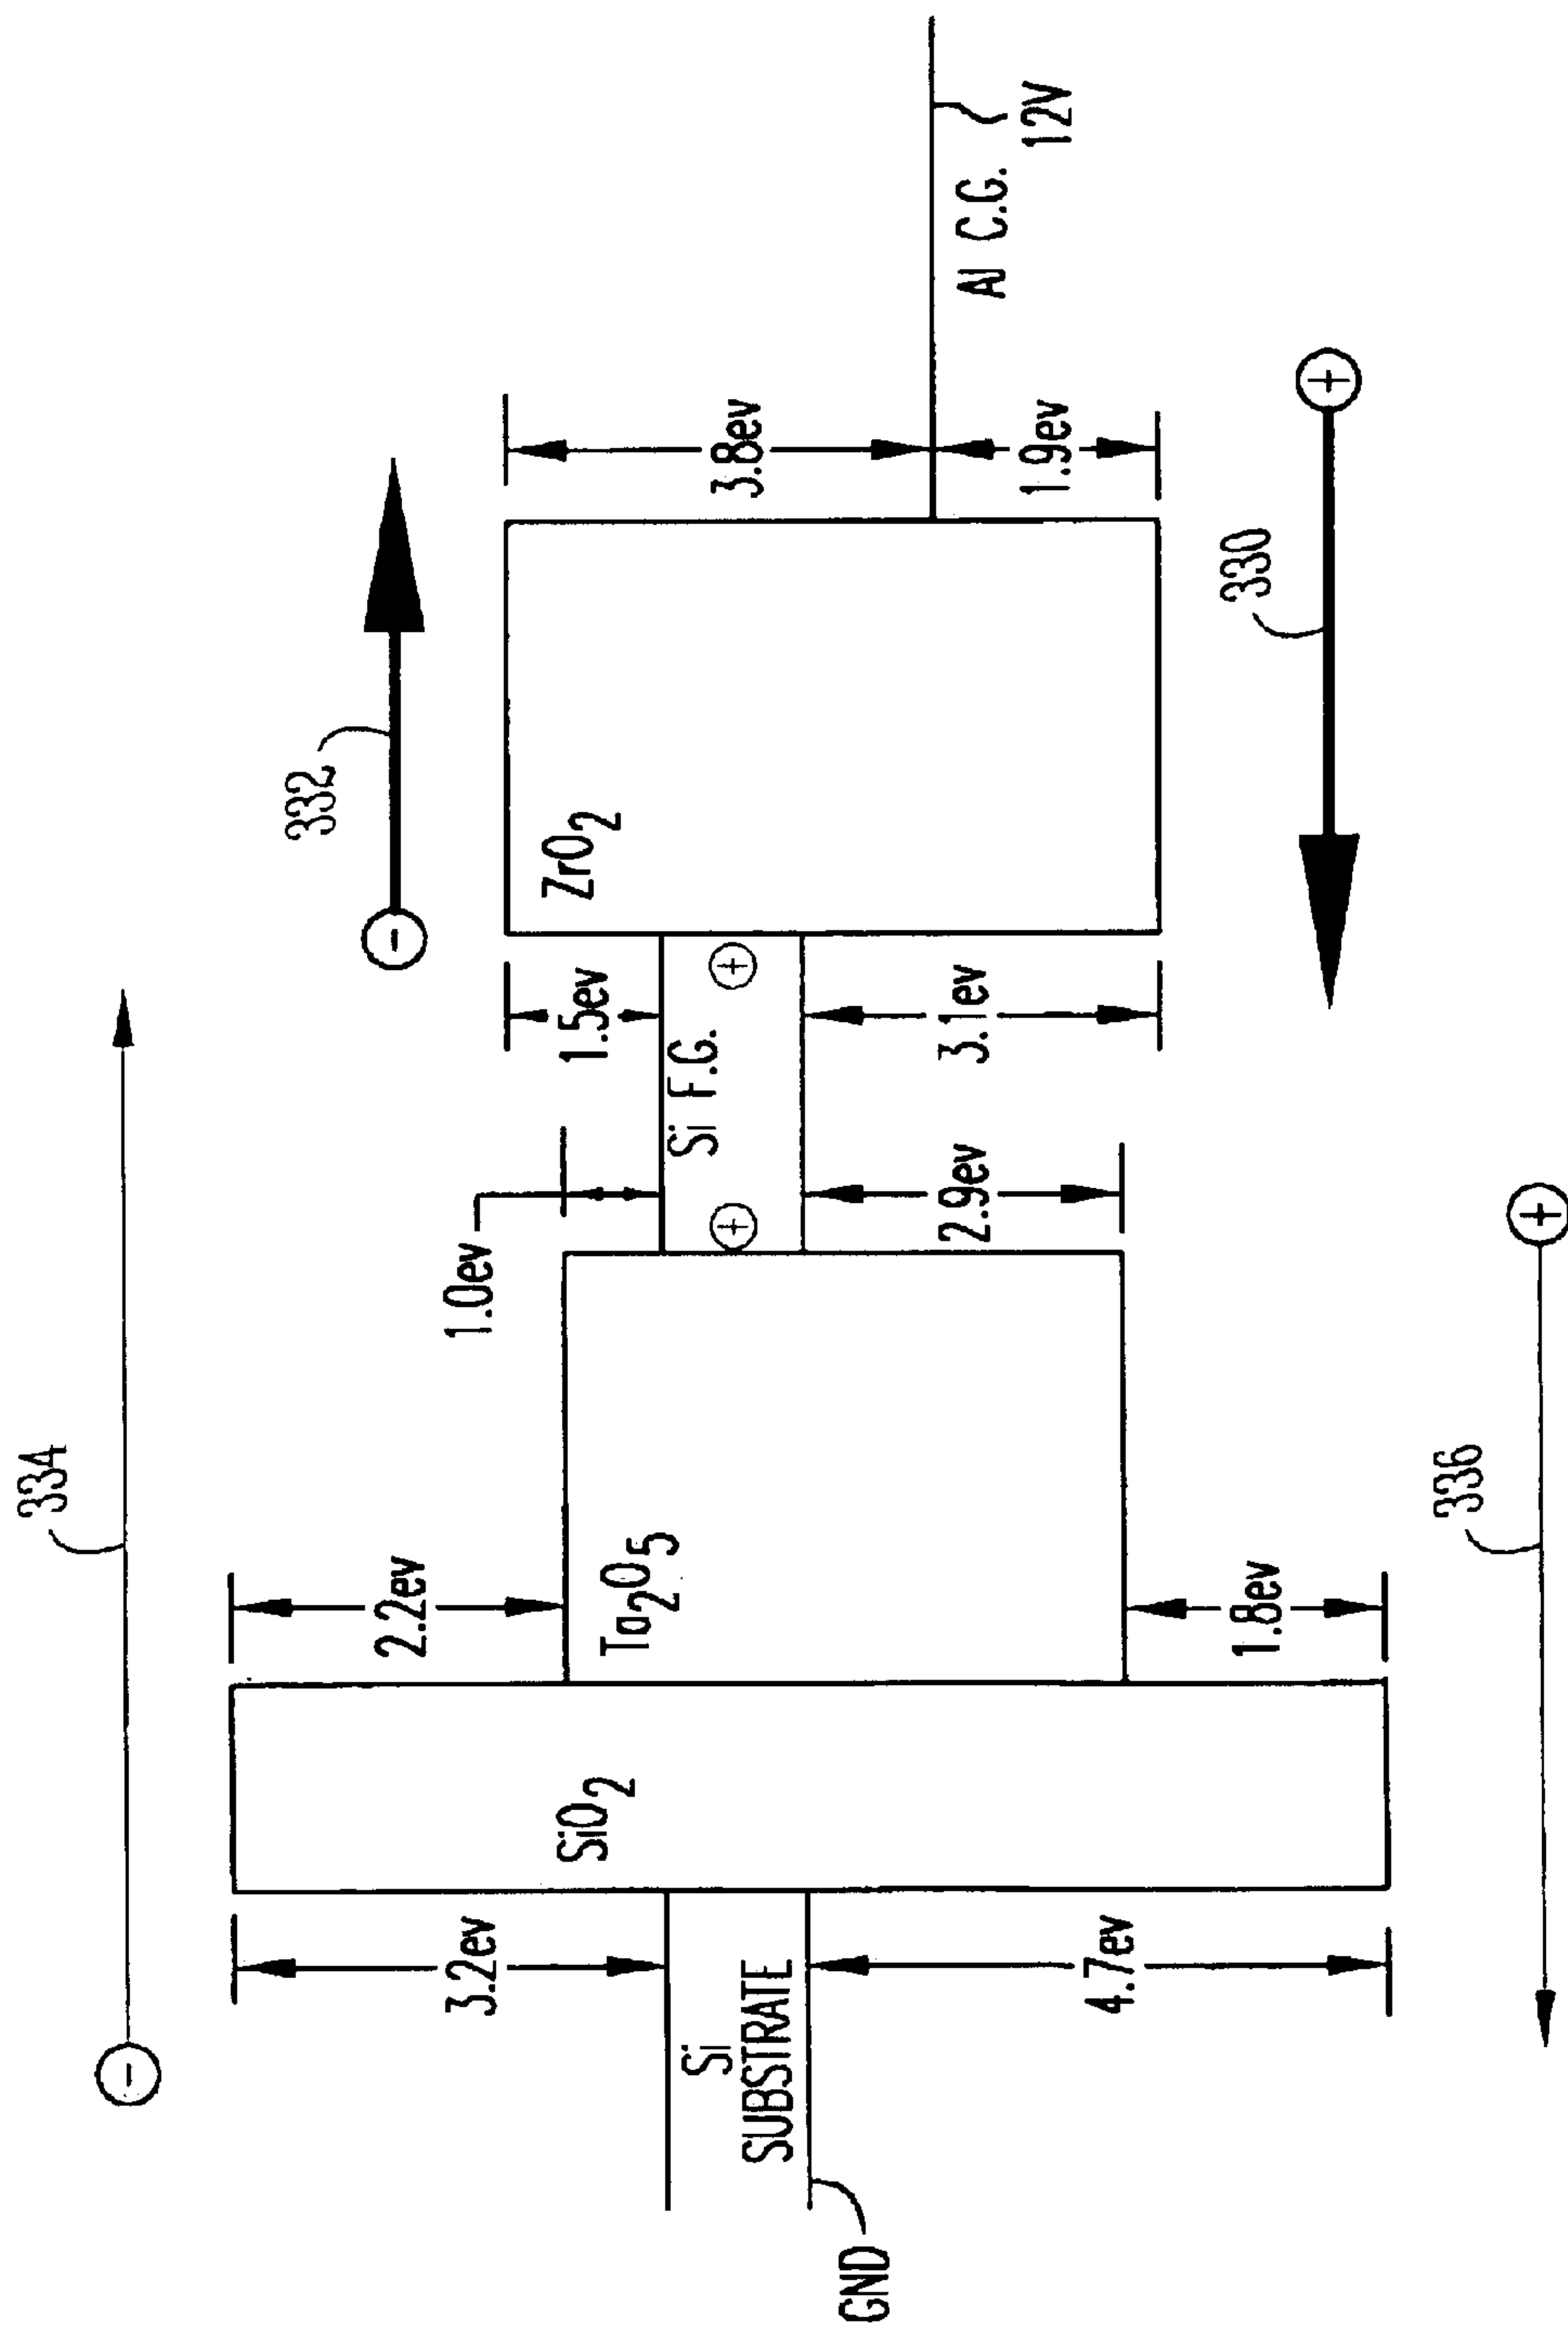 334
332
2.2ev
3.2ev
1.0ev
1.5ev
SiO2
Ta2O5
ZrO2
Si F.G.
3.8ev
Si
SUBSTRATE
GND
2.9ev
3.1ev
Al C.G.
1.9ev
12V
4.7ev
1.8ev
330
336